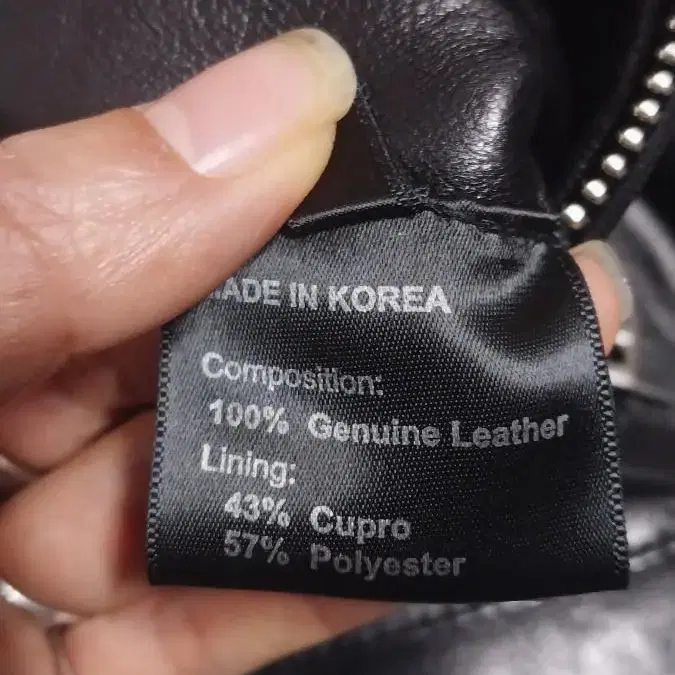 MADE IN KOREA
Composition:
100% Genuine Leather
Lining:
43% Cupro
57% Polyester